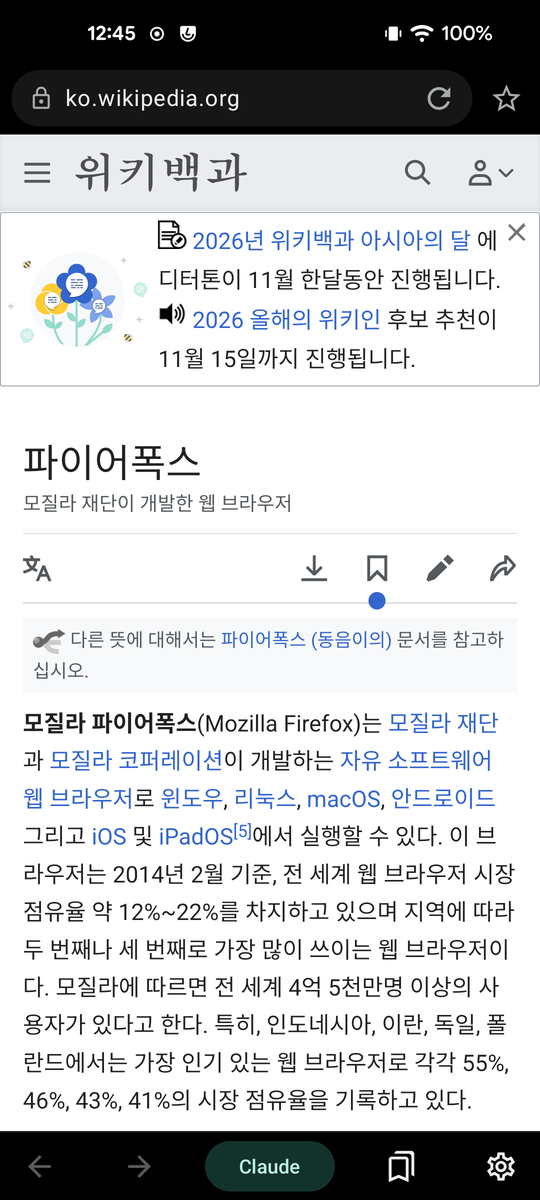 12:45
100%
ko.wikipedia.org
위키백과
2026년 위키백과 아시아의 달 에
디터톤이 11월 한달동안 진행됩니다.
2026 올해의 위키인 후보 추천이
11월 15일까지 진행됩니다.
파이어폭스
모질라 재단이 개발한 웹 브라우저
다른 뜻에 대해서는 파이어폭스 (동음이의) 문서를 참고하
십시오.
모질라 파이어폭스(Mozilla Firefox)는 모질라 재단
과 모질라 코퍼레이션이 개발하는 자유 소프트웨어
웹 브라우저로 윈도우, 리눅스, macOS, 안드로이드
그리고 iOS 및 iPadOS[5]에서 실행할 수 있다. 이 브
라우저는 2014년 2월 기준, 전 세계 웹 브라우저 시장
점유율 약 12%~22%를 차지하고 있으며 지역에 따라
두 번째나 세 번째로 가장 많이 쓰이는 웹 브라우저이
다. 모질라에 따르면 전 세계 4억 5천만명 이상의 사
용자가 있다고 한다. 특히, 인도네시아, 이란, 독일, 폴
란드에서는 가장 인기 있는 웹 브라우저로 각각 55%,
46%, 43%, 41%의 시장 점유율을 기록하고 있다.
Claude